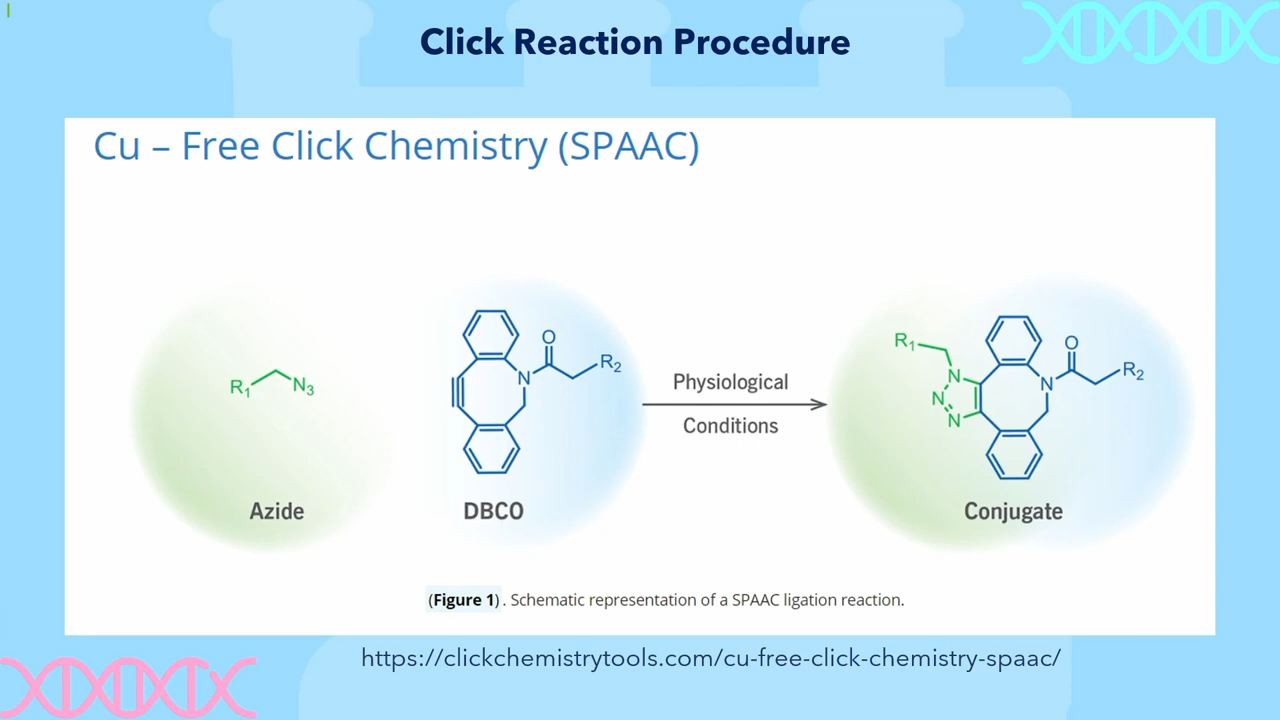 Click Reaction Procedure
Cu – Free Click Chemistry (SPAAC)
R1
N3
Azide
O
N
R2
DBCO
Physiological
Conditions
R1
N
N
N
O
N
R2
Conjugate
(Figure 1). Schematic representation of a SPAAC ligation reaction.
https://clickchemistrytools.com/cu-free-click-chemistry-spaac/